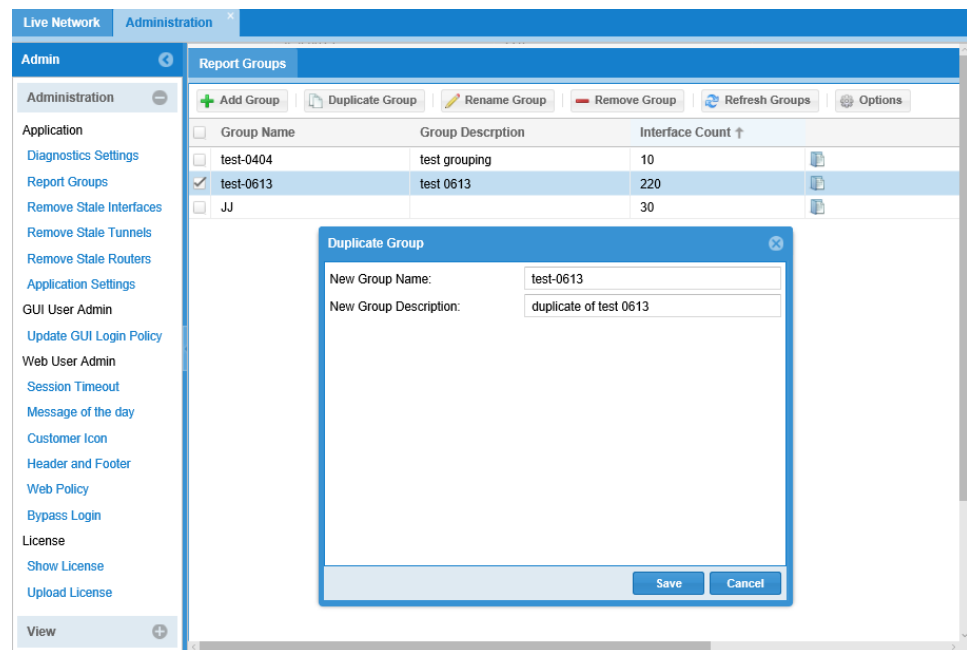 Live Network Administration
Admin
Report Groups
Administration
Add Group Duplicate Group Rename Group Remove Group Refresh Groups Options
Group Name Group Descrption Interface Count
test-0404 test grouping 10
test-0613 test 0613 220
JJ 30
Application
Diagnostics Settings
Report Groups
Remove Stale Interfaces
Remove Stale Tunnels
Remove Stale Routers
Application Settings
GUI User Admin
Update GUI Login Policy
Web User Admin
Session Timeout
Message of the day
Customer Icon
Header and Footer
Web Policy
Bypass Login
License
Show License
Upload License
View
Duplicate Group
New Group Name: test-0613
New Group Description: duplicate of test 0613
Save Cancel